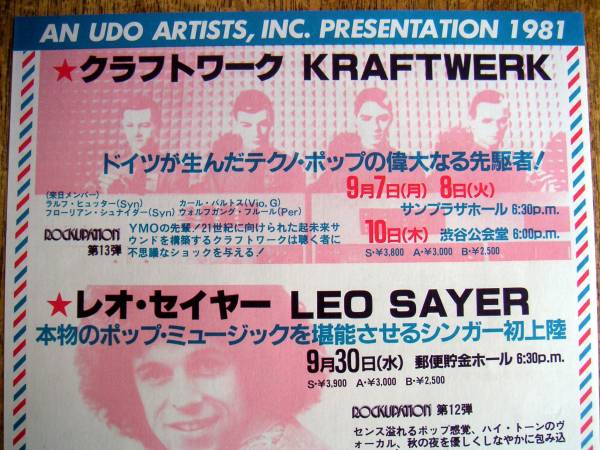 AN UDO ARTISTS, INC. PRESENTATION 1981
★クラフトワーク KRAFTWERK
ドイツが生んだテクノ・ポップの偉大なる先駆者!
9月7日(月) 8日(火)
サンプラザホール 6:30p.m.
10日(木) 渋谷公会堂 6:00p.m.
S・¥3,800 A・¥3,000 B・¥2,500
(来日メンバー)
ラルフ・ヒュッター(Syn) カール・バルトス(Vio, G)
フローリアン・シュナイダー(Syn) ウォルフガング・フルール(Per)
ROCKUPATION
第13弾
YMOの先輩!21世紀に向けられた起未来サ
ウンドを構築するクラフトワークは聴く者に
不思議なショックを与える!
★レオ・セイヤー LEO SAYER
本物のポップ・ミュージックを堪能させるシンガー初上陸
9月30日(水) 郵便貯金ホール 6:30p.m.
S・¥3,900 A・¥3,000 B・¥2,500
ROCKUPATION 第12弾
センス溢れるポップ感覚、ハイ・トーンのヴ
ォーカル、秋の夜を優しくしなやかに包み込